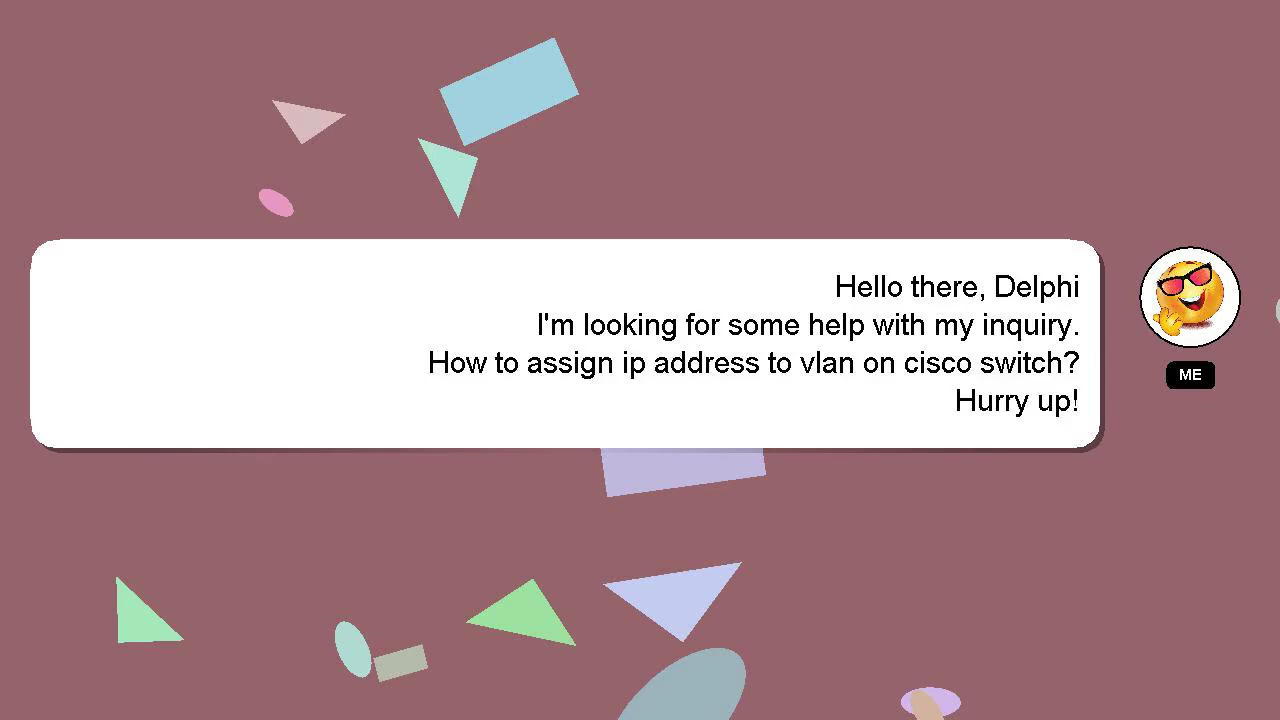 Hello there, Delphi
I'm looking for some help with my inquiry.
How to assign ip address to vlan on cisco switch?
Hurry up!
ME